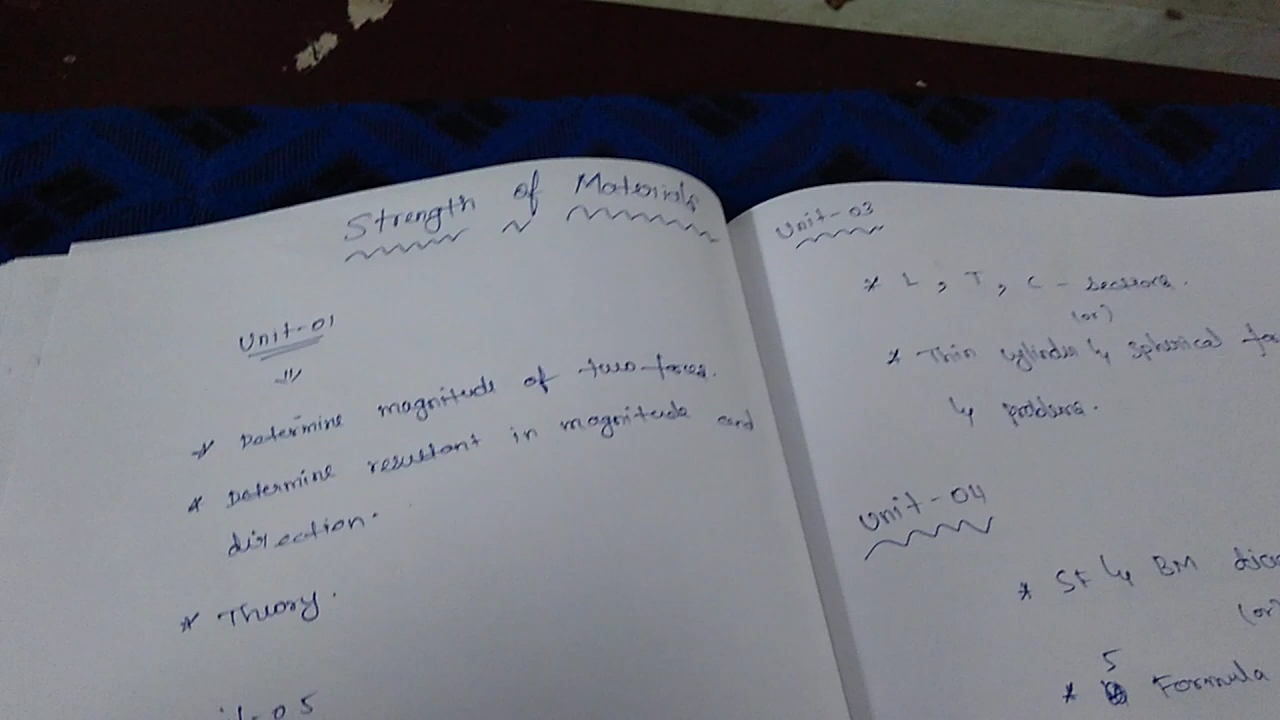 Strength of Materials
Unit-01
* Determine magnitude of two forces.
* Determine resultant in magnitude and
direction.
* Theory.
05
Unit-03
* L, T, C - sections.
(or)
* Thin cylinder & spherical
& problems.
Unit-04
* SF & BM
(or)
* 5 Formula